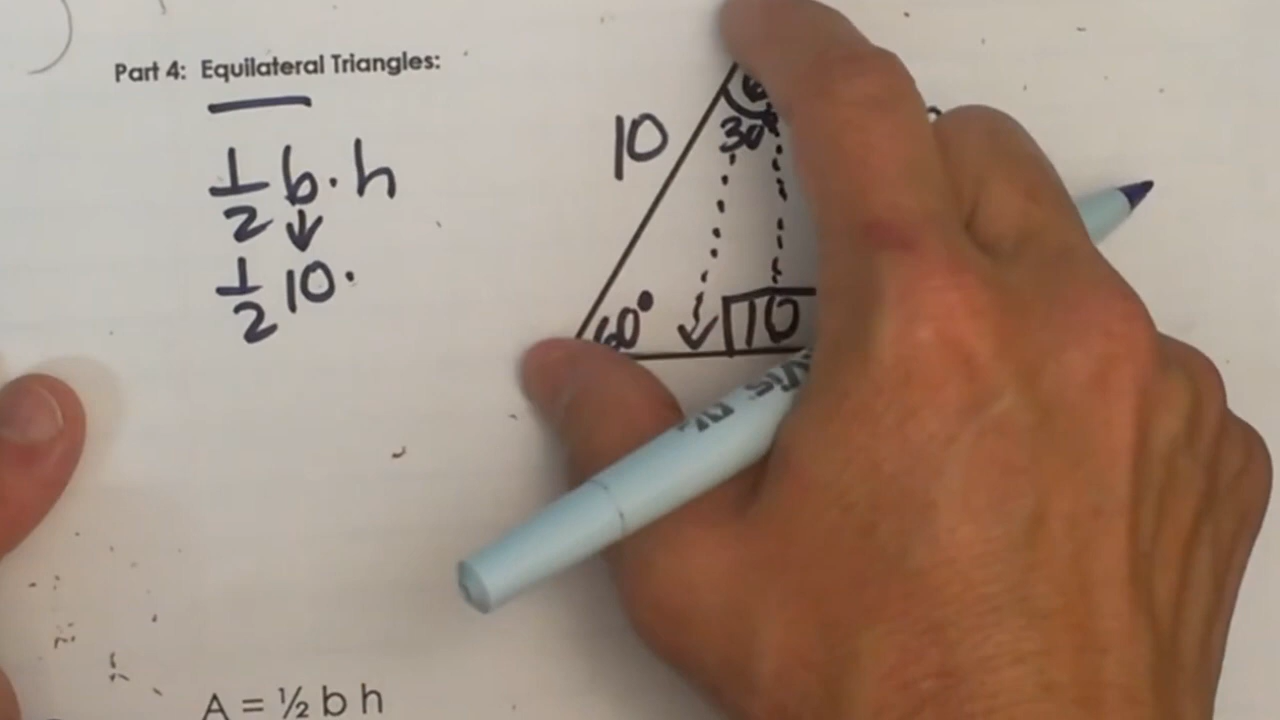 Part 4: Equilateral Triangles:
1/2 b · h
1/2 10 ·
10
30
60°
10
A = ½ b h